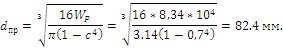 d_пр = ∛(16W_P / π(1 − c⁴)) = ∛(16 * 8,34 * 10⁴ / 3.14(1 − 0,7⁴)) = 82.4 мм.